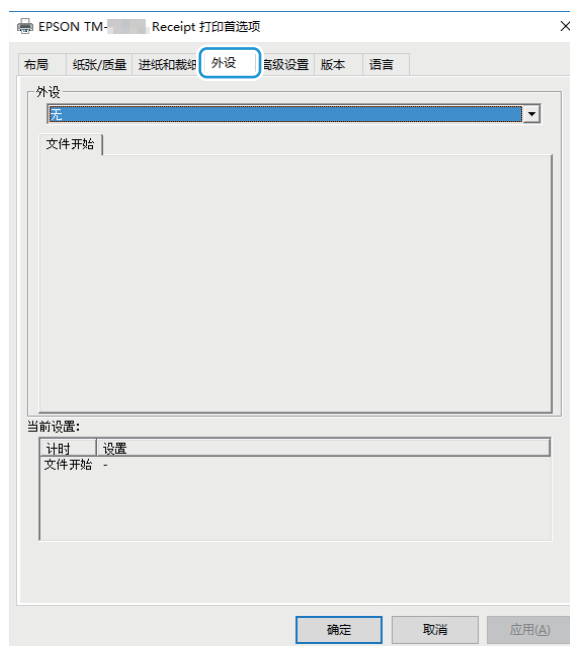 EPSON TM- Receipt 打印首选项
布局 纸张/质量 进纸和裁纸 外设 高级设置 版本 语言
外设
无
文件开始
当前设置:
计时 设置
文件开始 -
确定 取消 应用(A)